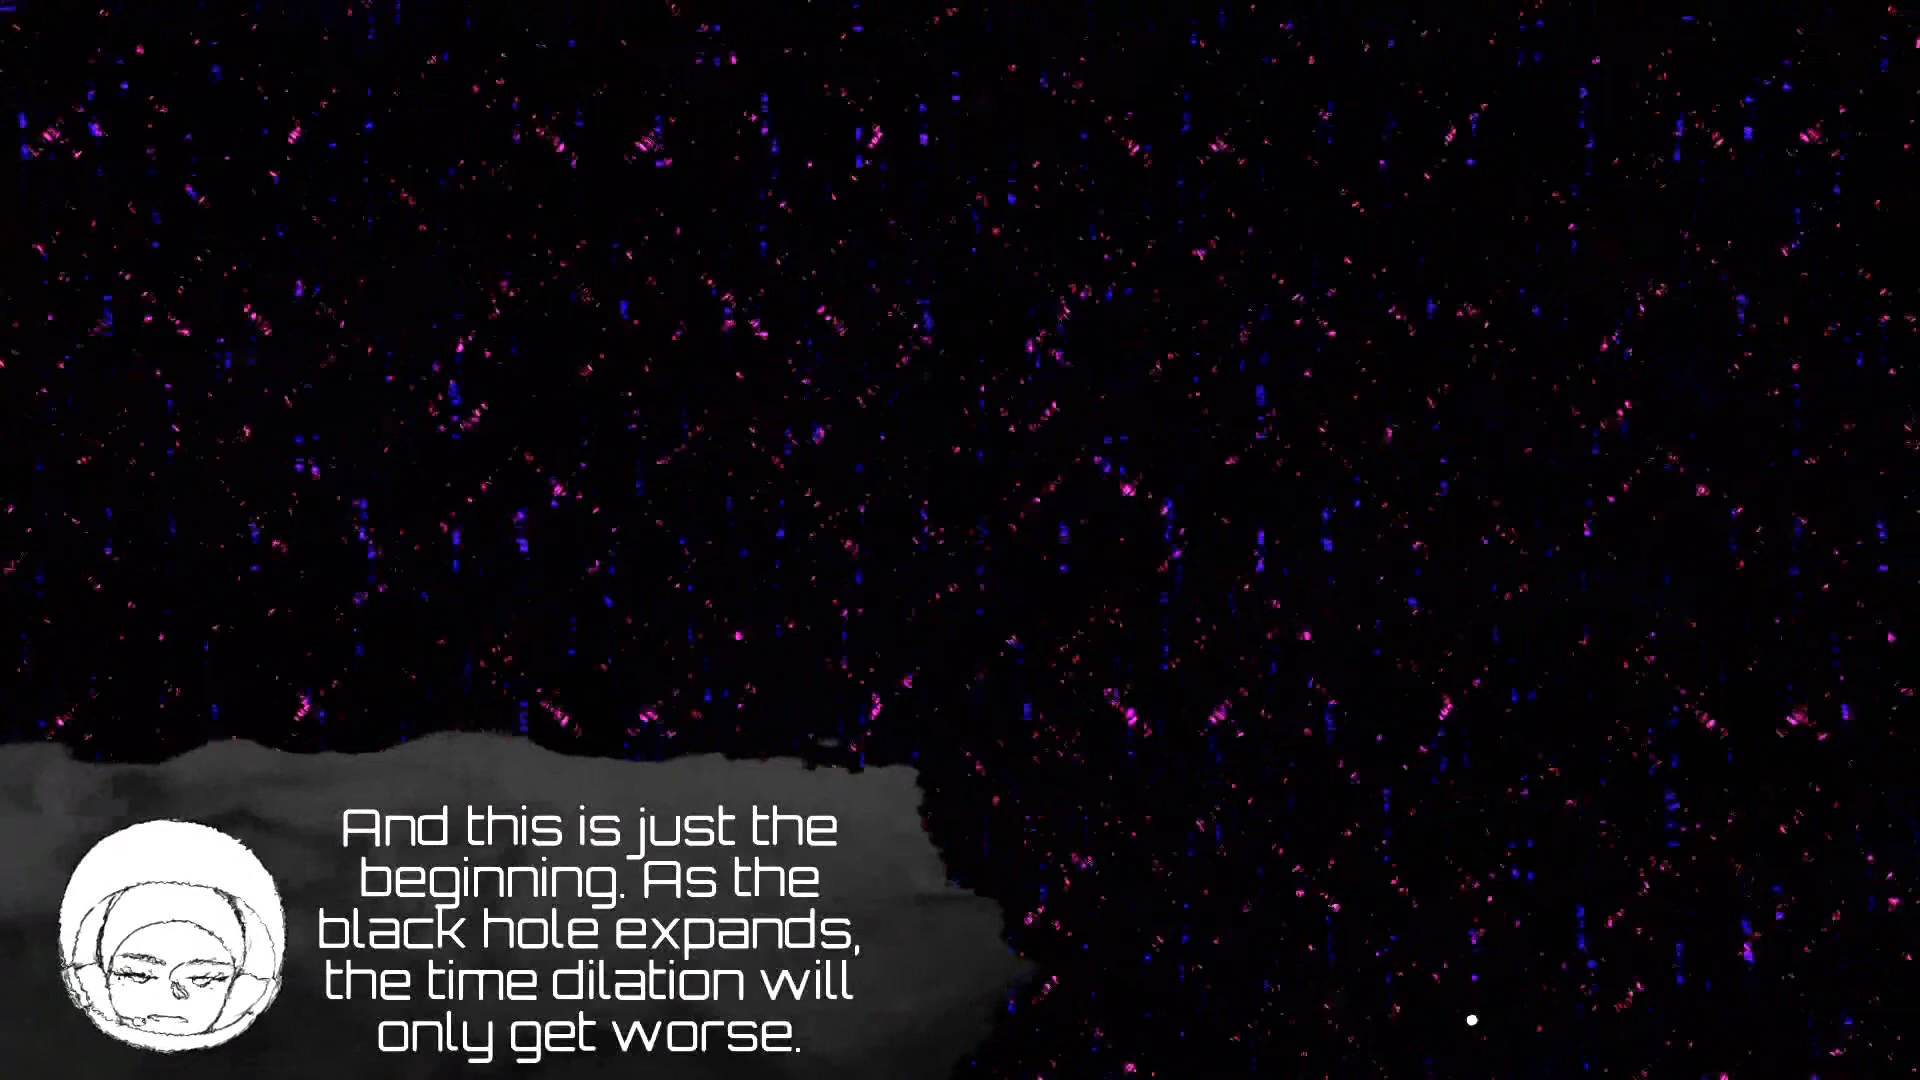 And this is just the
beginning. As the
black hole expands,
the time dilation will
only get worse.